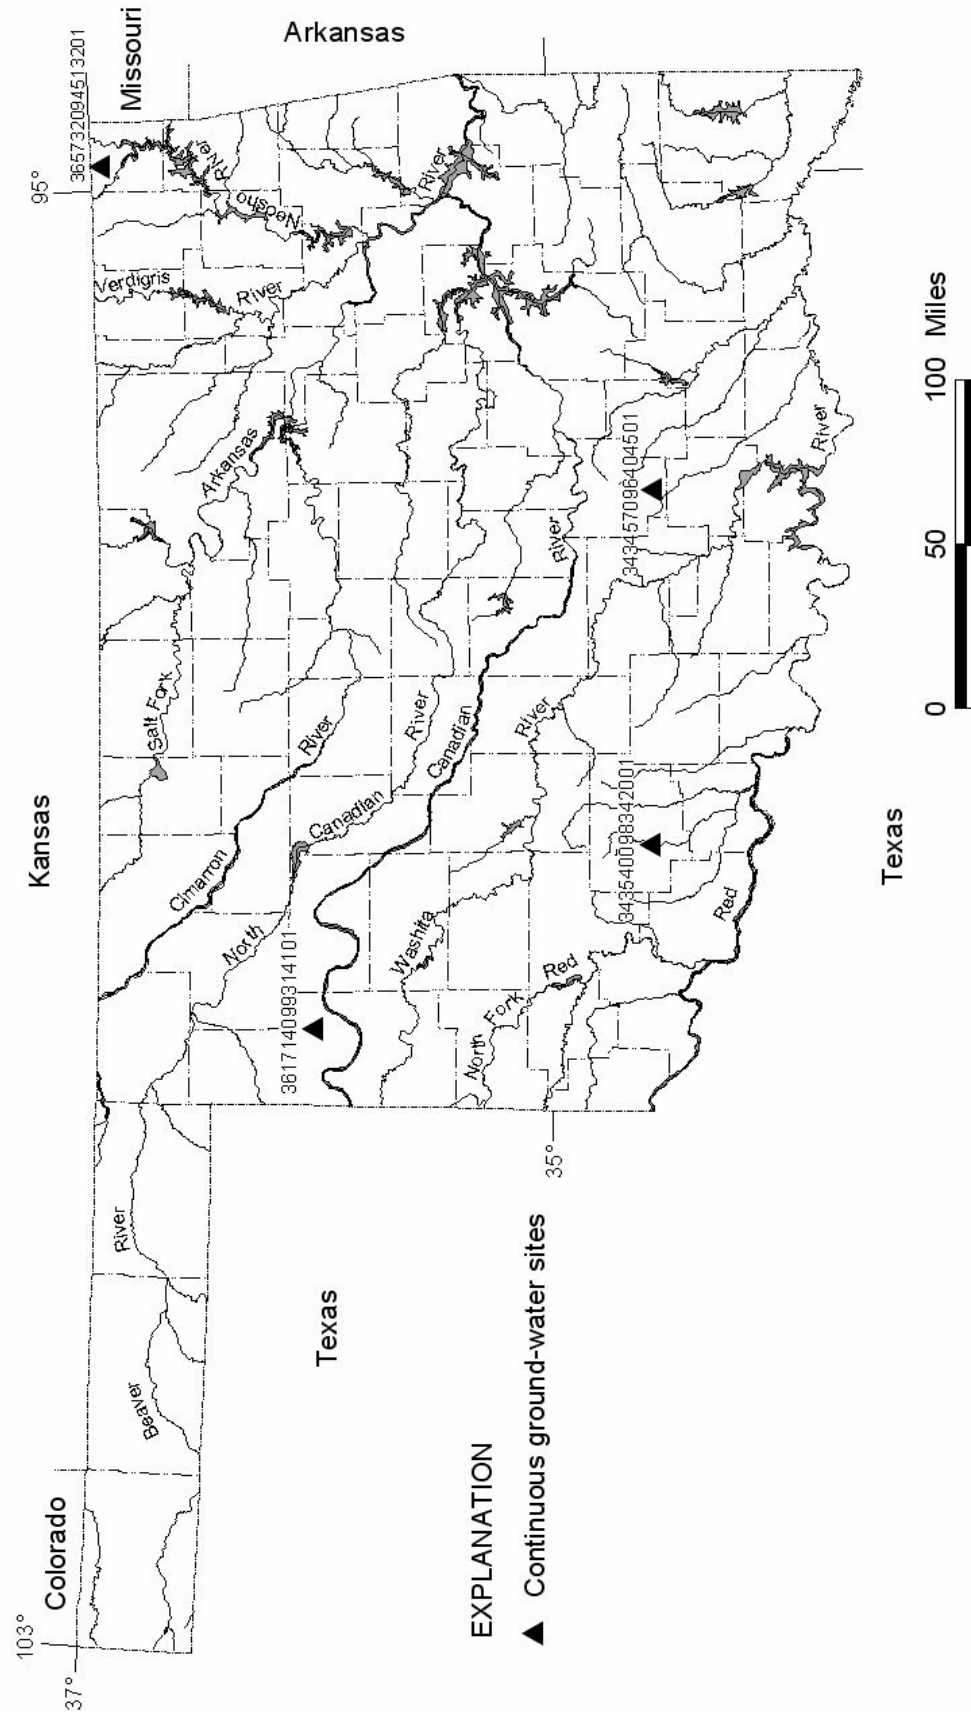 103°
37°
Colorado
Kansas
95°
365732094513201
Missouri
Arkansas
Beaver
River
Salt Fork
Arkansas
Verdigris
River
Neosho
River
Cimarron
River
North
Canadian
River
361714099314101
Canadian
River
River
Washita
River
North
Fork
Red
343540098342001
343457096404501
Red
River
35°
Texas
Texas
EXPLANATION
Continuous ground-water sites
0
50
100 Miles